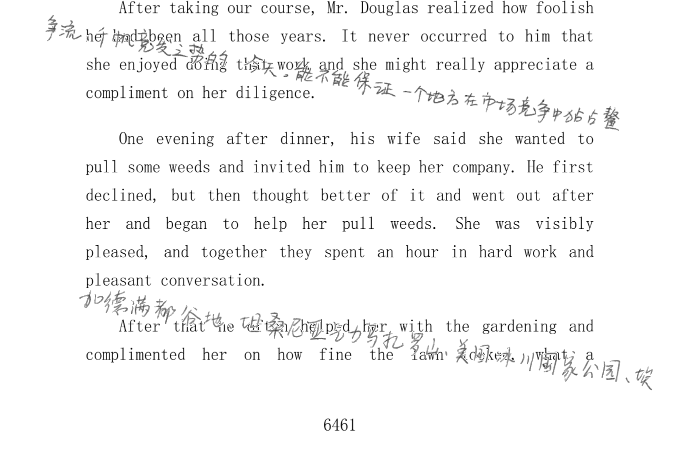 After taking our course, Mr. Douglas realized how foolish
he had been all those years. It never occurred to him that
she enjoyed doing that work and she might really appreciate a
compliment on her diligence.
争流、千帆竞发之势的
。能不能保证一个地方在市场竞争中独占鳌
One evening after dinner, his wife said she wanted to
pull some weeds and invited him to keep her company. He first
declined, but then thought better of it and went out after
her and began to help her pull weeds. She was visibly
pleased, and together they spent an hour in hard work and
pleasant conversation.
加德满都谷地、坦桑尼亚乞力马扎罗山、美国冰川国家公园、埃
After that he often helped her with the gardening and
complimented her on how fine the lawn looked, what a
6461